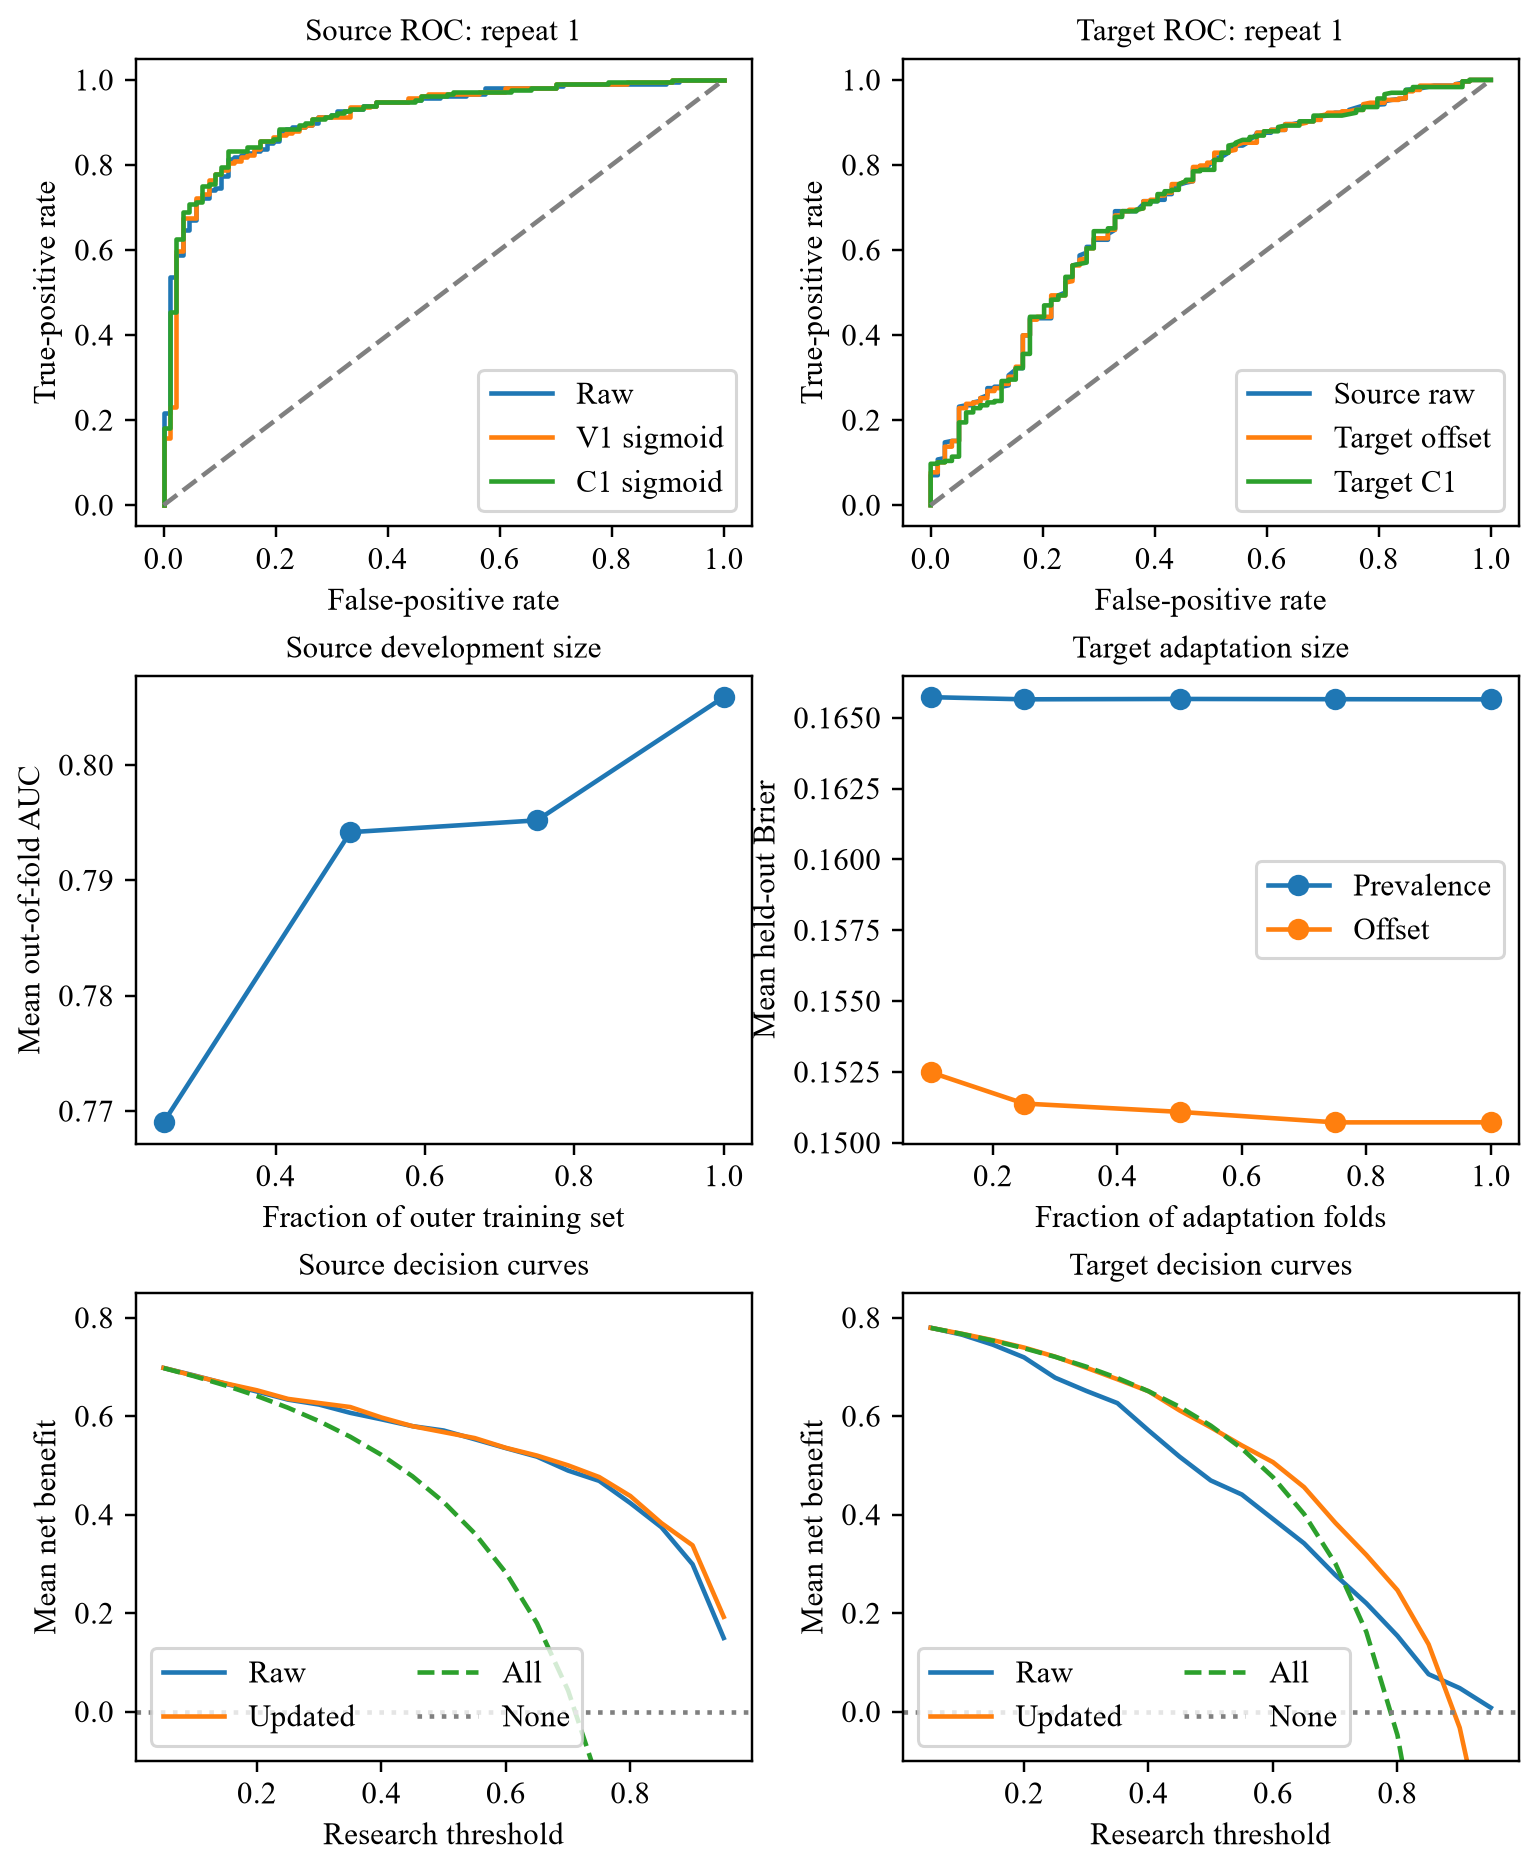 Source ROC: repeat 1
True-positive rate
1.0
0.8
0.6
0.4
0.2
0.0
Raw
V1 sigmoid
C1 sigmoid
0.0 0.2 0.4 0.6 0.8 1.0
False-positive rate
Target ROC: repeat 1
True-positive rate
1.0
0.8
0.6
0.4
0.2
0.0
Source raw
Target offset
Target C1
0.0 0.2 0.4 0.6 0.8 1.0
False-positive rate
Source development size
Mean out-of-fold AUC
0.80
0.79
0.78
0.77
0.4 0.6 0.8 1.0
Fraction of outer training set
Target adaptation size
Mean held-out Brier
0.1650
0.1625
0.1600
0.1575
0.1550
0.1525
0.1500
Prevalence
Offset
0.2 0.4 0.6 0.8 1.0
Fraction of adaptation folds
Source decision curves
Mean net benefit
0.8
0.6
0.4
0.2
0.0
Raw All
Updated None
0.2 0.4 0.6 0.8
Research threshold
Target decision curves
Mean net benefit
0.8
0.6
0.4
0.2
0.0
Raw All
Updated None
0.2 0.4 0.6 0.8
Research threshold